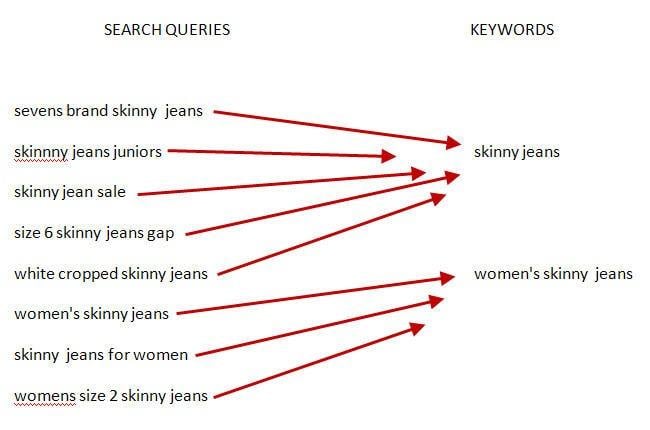 SEARCH QUERIES KEYWORDS
sevens brand skinny jeans
skinnny jeans juniors skinny jeans
skinny jean sale
size 6 skinny jeans gap
white cropped skinny jeans women's skinny jeans
women's skinny jeans
skinny jeans for women
womens size 2 skinny jeans